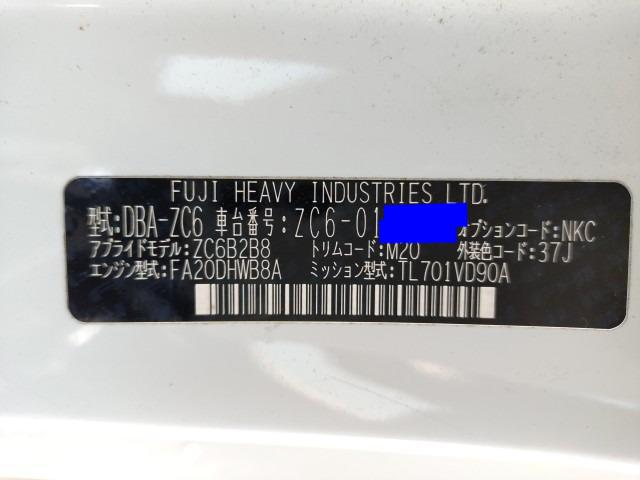 FUJI HEAVY INDUSTRIES LTD.
型式:DBA-ZC6 車台番号:ZC6-01 オプションコード:NKC
アプライドモデル:ZC6B2B8 トリムコード:M20 外装色コード:37J
エンジン型式:FA20DHWB8A ミッション型式:TL701VD90A